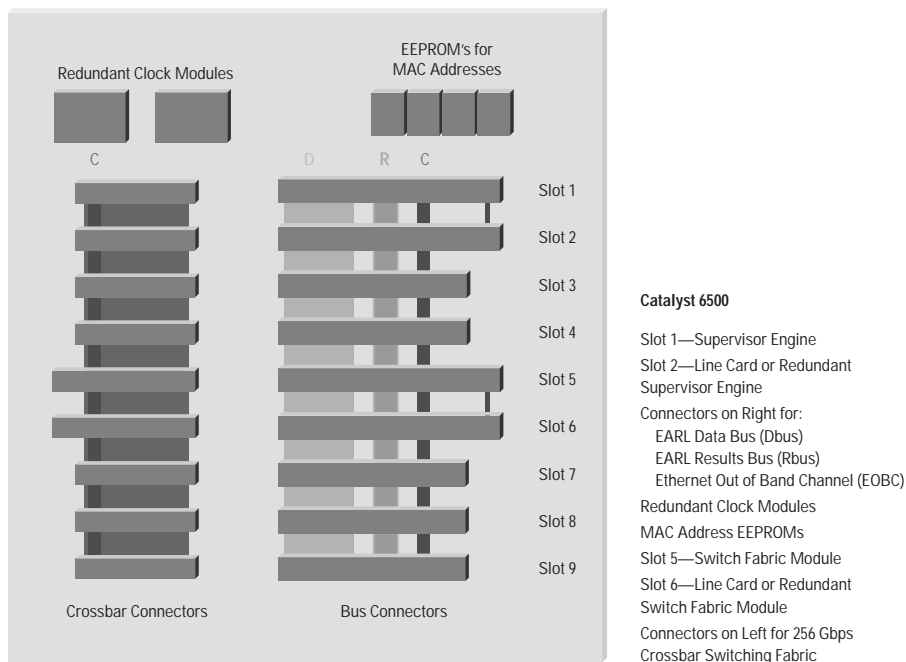 Redundant Clock Modules
EEPROM's for
MAC Addresses
C
D
R
C
Slot 1
Slot 2
Slot 3
Slot 4
Slot 5
Slot 6
Slot 7
Slot 8
Slot 9
Crossbar Connectors
Bus Connectors
Catalyst 6500
Slot 1—Supervisor Engine
Slot 2—Line Card or Redundant
Supervisor Engine
Connectors on Right for:
EARL Data Bus (Dbus)
EARL Results Bus (Rbus)
Ethernet Out of Band Channel (EOBC)
Redundant Clock Modules
MAC Address EEPROMs
Slot 5—Switch Fabric Module
Slot 6—Line Card or Redundant
Switch Fabric Module
Connectors on Left for 256 Gbps
Crossbar Switching Fabric